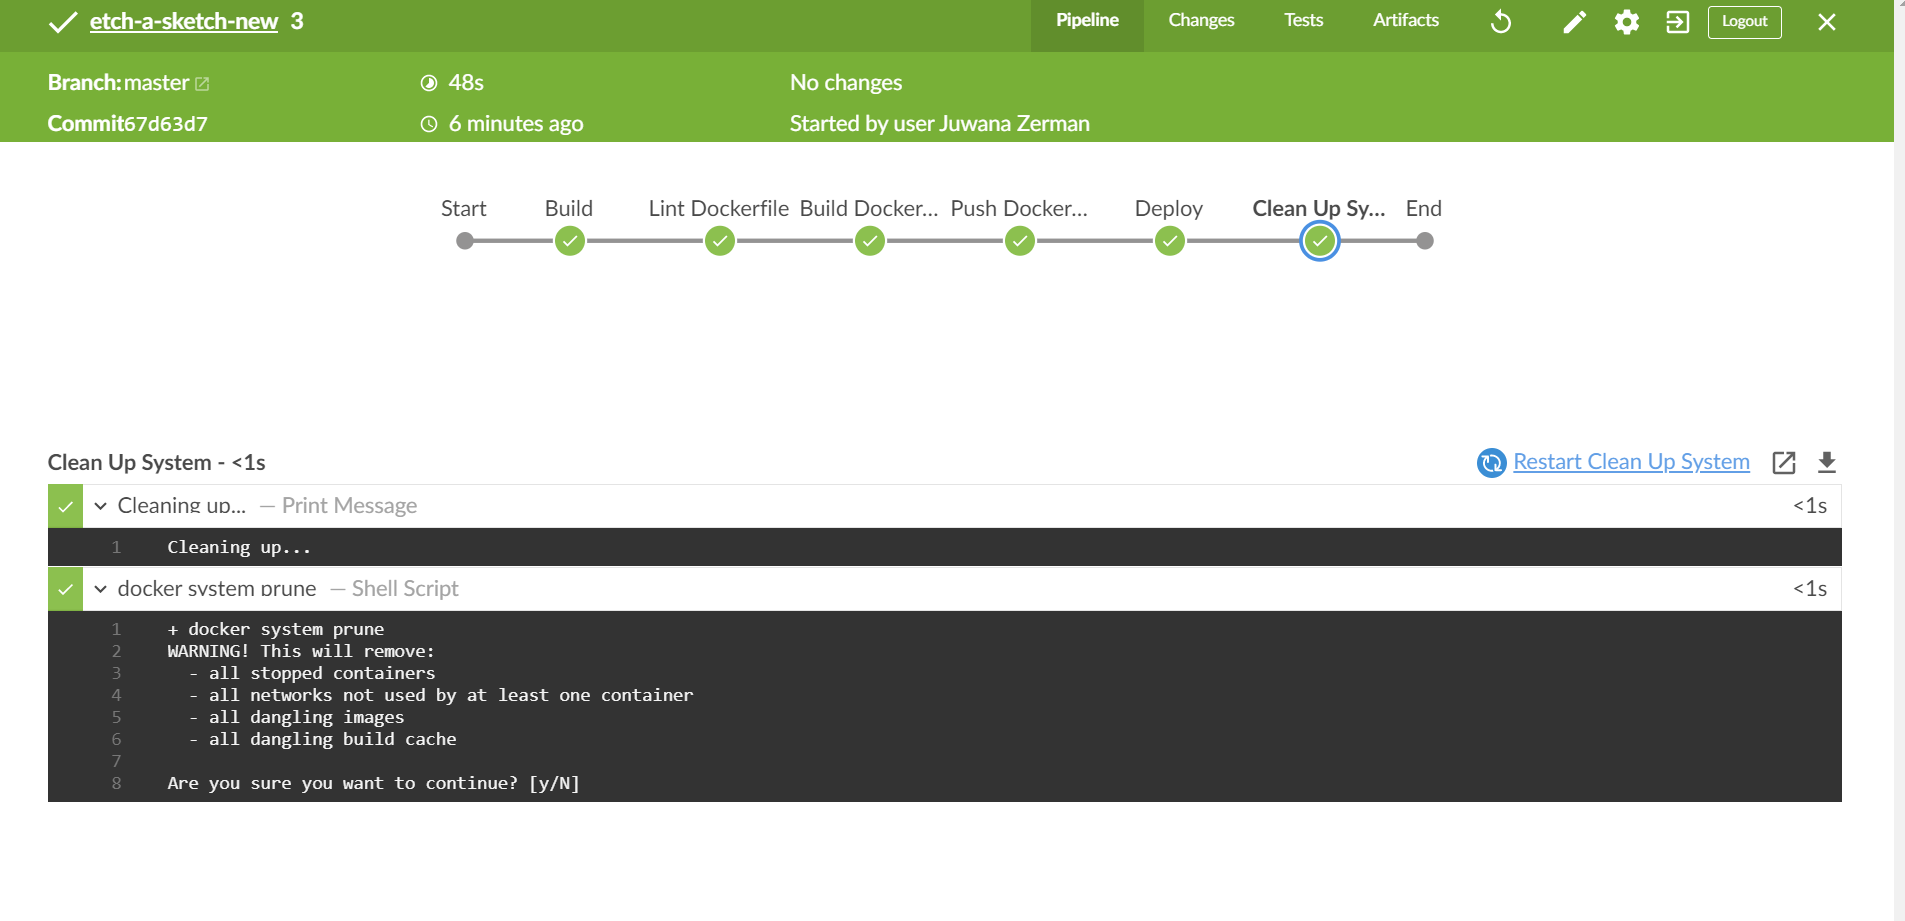 etch-a-sketch-new 3
Pipeline Changes Tests Artifacts Logout
Branch: master 48s No changes
Commit67d63d7 6 minutes ago Started by user Juwana Zerman
Start Build Lint Dockerfile Build Docker... Push Docker... Deploy Clean Up Sy... End
Clean Up System - <1s Restart Clean Up System
Cleaning up... — Print Message <1s
1 Cleaning up...
docker system prune — Shell Script <1s
1 + docker system prune
2 WARNING! This will remove:
3 - all stopped containers
4 - all networks not used by at least one container
5 - all dangling images
6 - all dangling build cache
7
8 Are you sure you want to continue? [y/N]